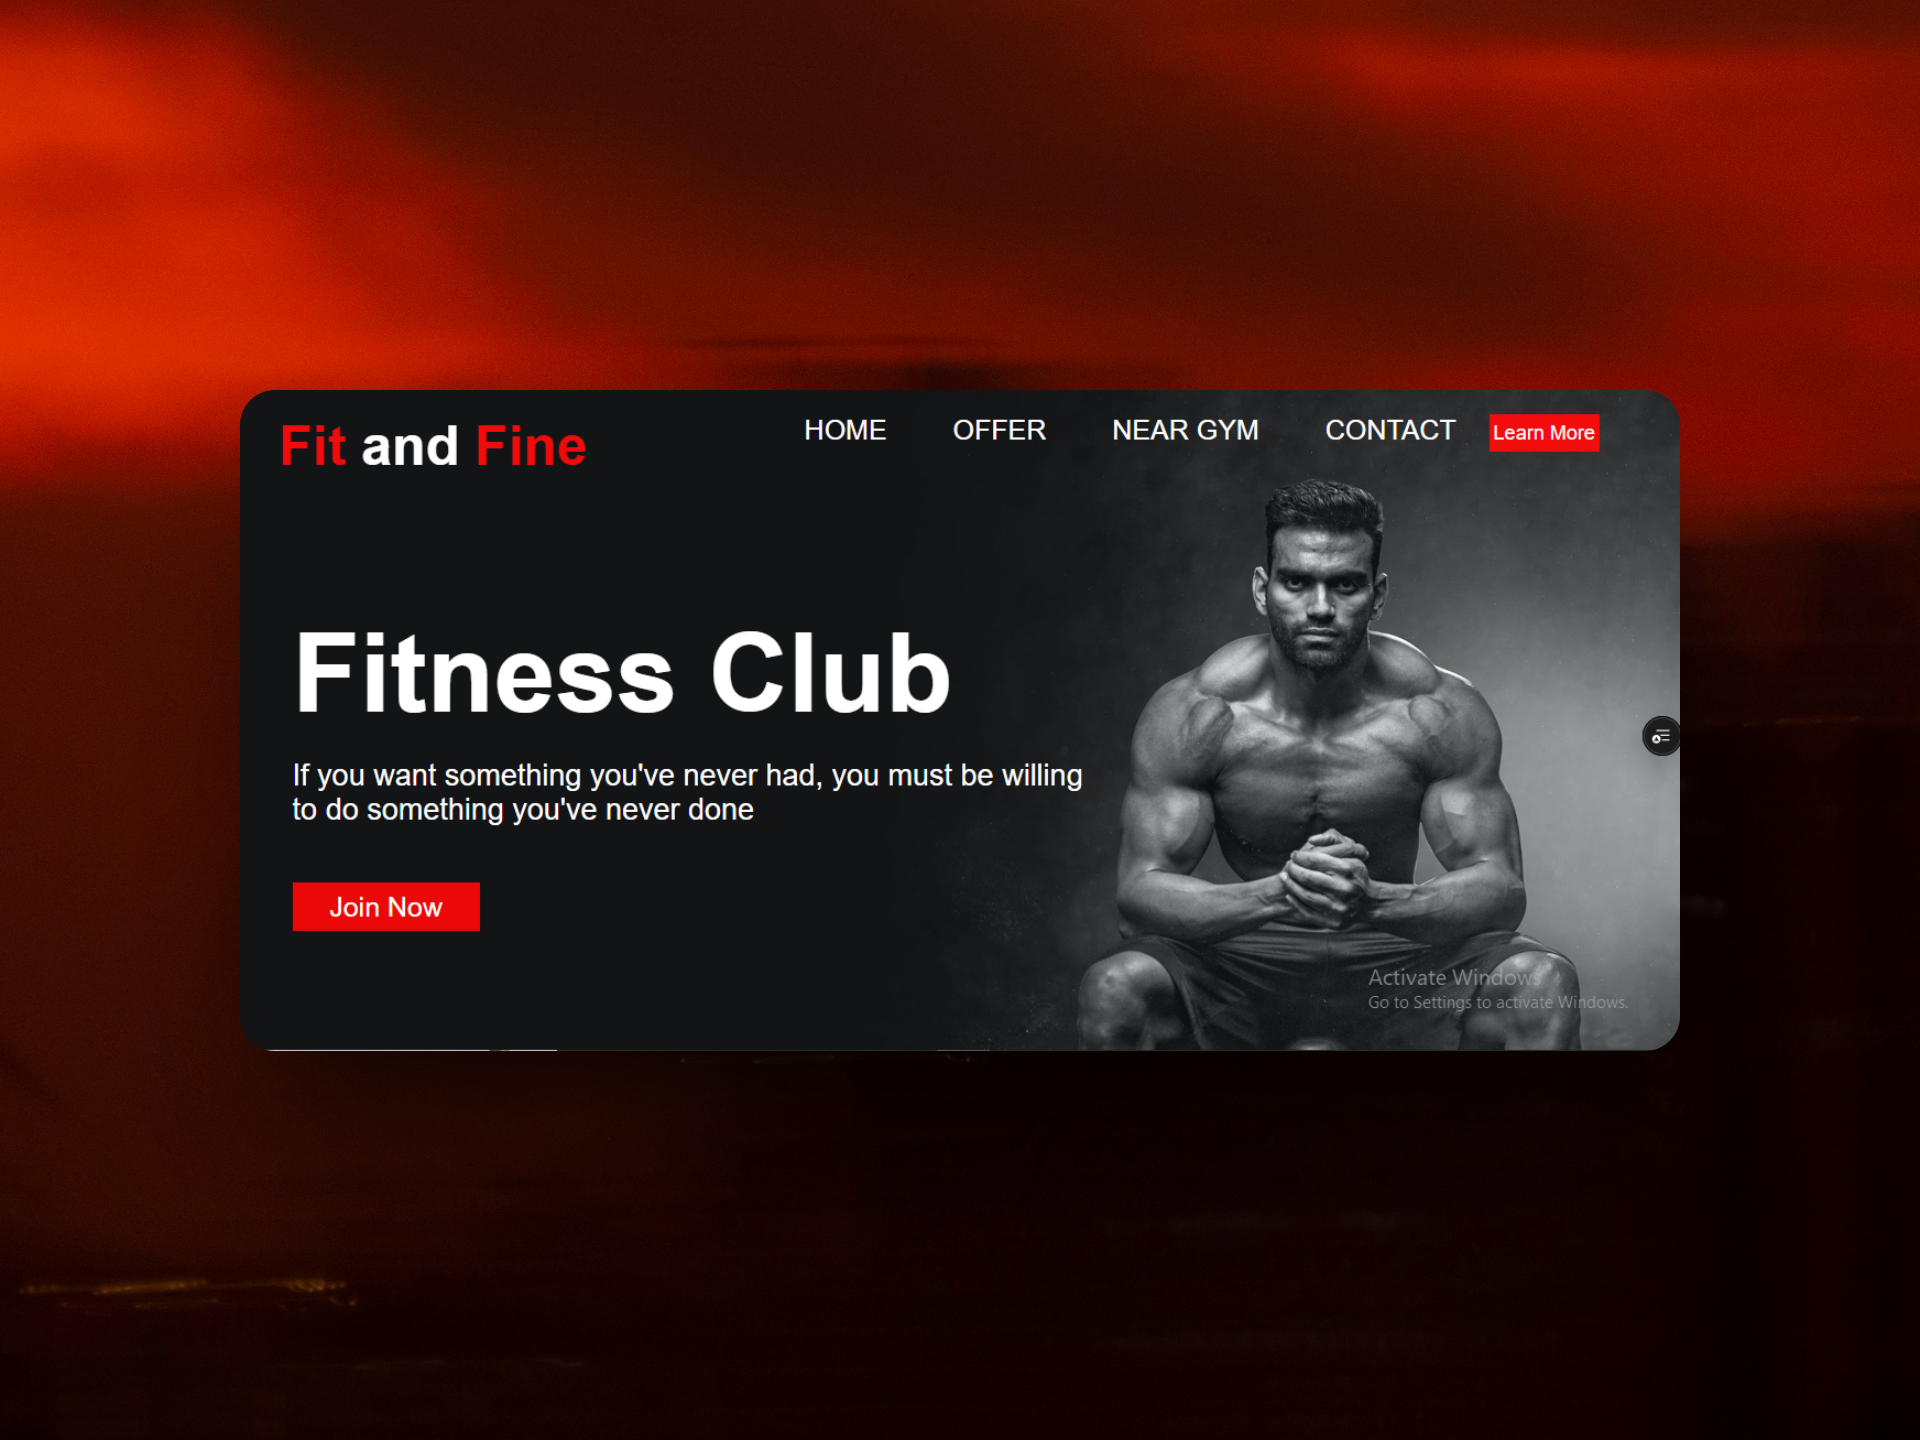 Fit and Fine
HOME OFFER NEAR GYM CONTACT Learn More
Fitness Club
If you want something you've never had, you must be willing
to do something you've never done
Join Now
Activate Windows
Go to Settings to activate Windows.